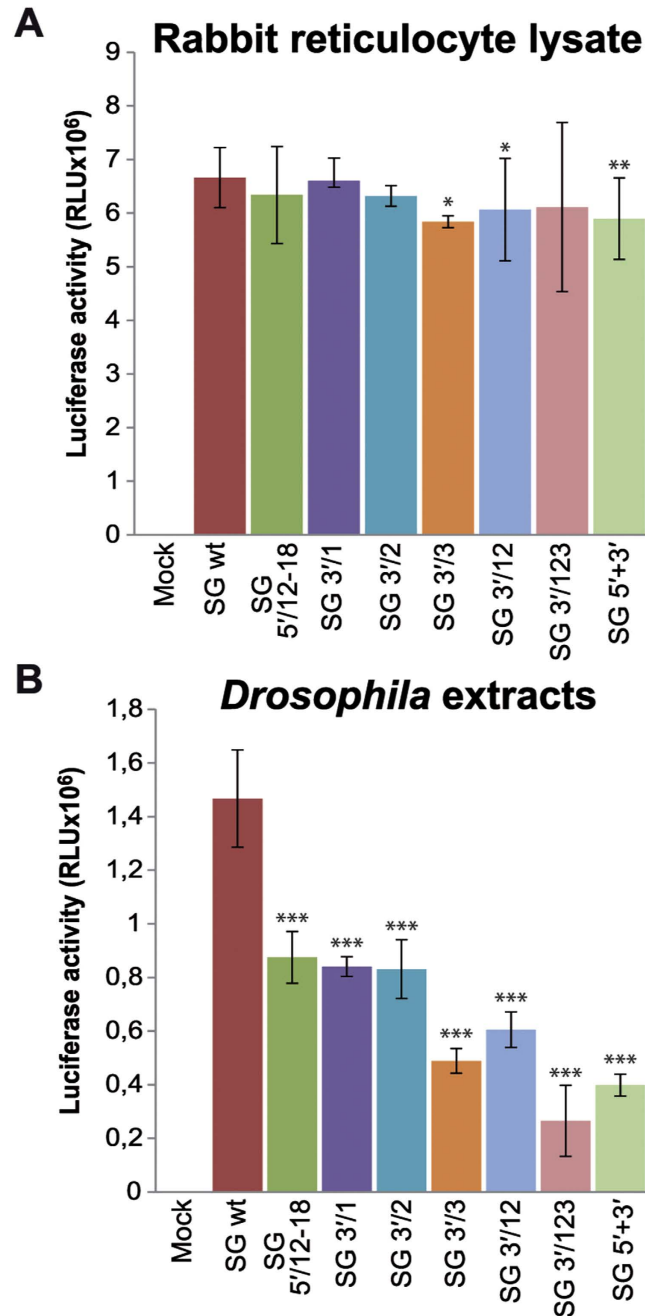 A
Rabbit reticulocyte lysate
Luciferase activity (RLUx10⁶)
9
8
7
6
5
4
3
2
1
0
*
*
**
Mock
SG wt
SG
5′/12-18
SG 3′/1
SG 3′/2
SG 3′/3
SG 3′/12
SG 3′/123
SG 5′+3′
B
Drosophila extracts
Luciferase activity (RLUx10⁶)
1,8
1,6
1,4
1,2
1
0,8
0,6
0,4
0,2
0
***
***
***
***
***
***
***
Mock
SG wt
SG
5′/12-18
SG 3′/1
SG 3′/2
SG 3′/3
SG 3′/12
SG 3′/123
SG 5′+3′